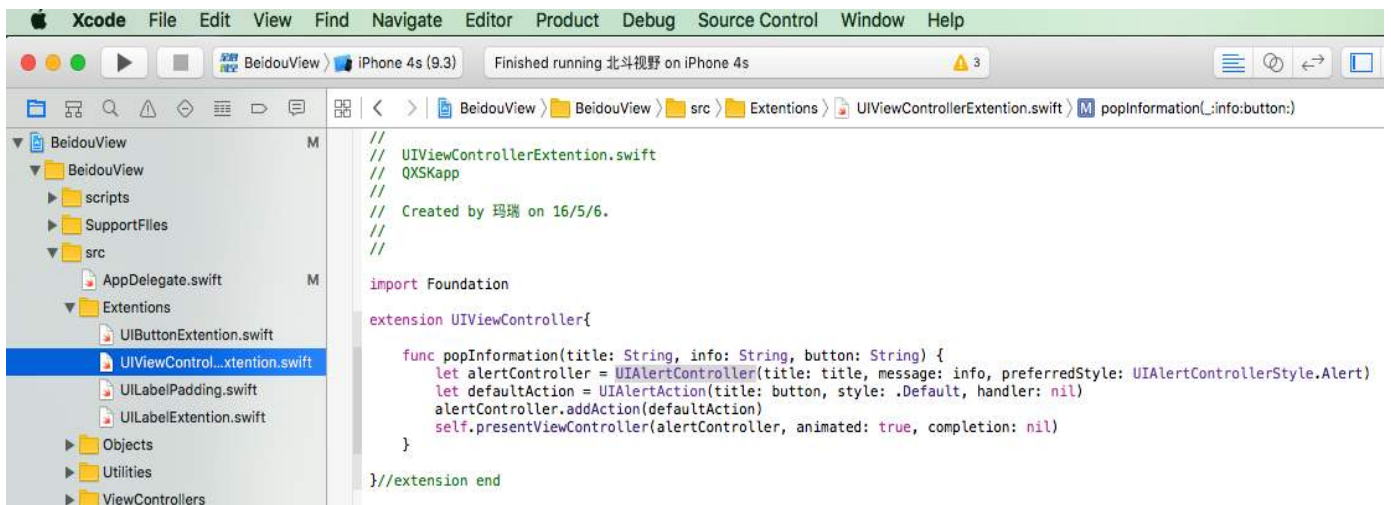 Xcode File Edit View Find Navigate Editor Product Debug Source Control Window Help
BeidouView iPhone 4s (9.3) Finished running 北斗视野 on iPhone 4s 3
BeidouView BeidouView src Extentions UIViewControllerExtention.swift M popInformation(_:info:button:)
BeidouView M
BeidouView
scripts
SupportFIles
src
AppDelegate.swift M
Extentions
UIButtonExtention.swift
UIViewControl...xtention.swift
UILabelPadding.swift
UILabelExtention.swift
Objects
Utilities
ViewControllers
//
// UIViewControllerExtention.swift
// QXSKapp
//
// Created by 玛瑞 on 16/5/6.
//
//
import Foundation
extension UIViewController{
func popInformation(title: String, info: String, button: String) {
let alertController = UIAlertController(title: title, message: info, preferredStyle: UIAlertControllerStyle.Alert)
let defaultAction = UIAlertAction(title: button, style: .Default, handler: nil)
alertController.addAction(defaultAction)
self.presentViewController(alertController, animated: true, completion: nil)
}
}//extension end